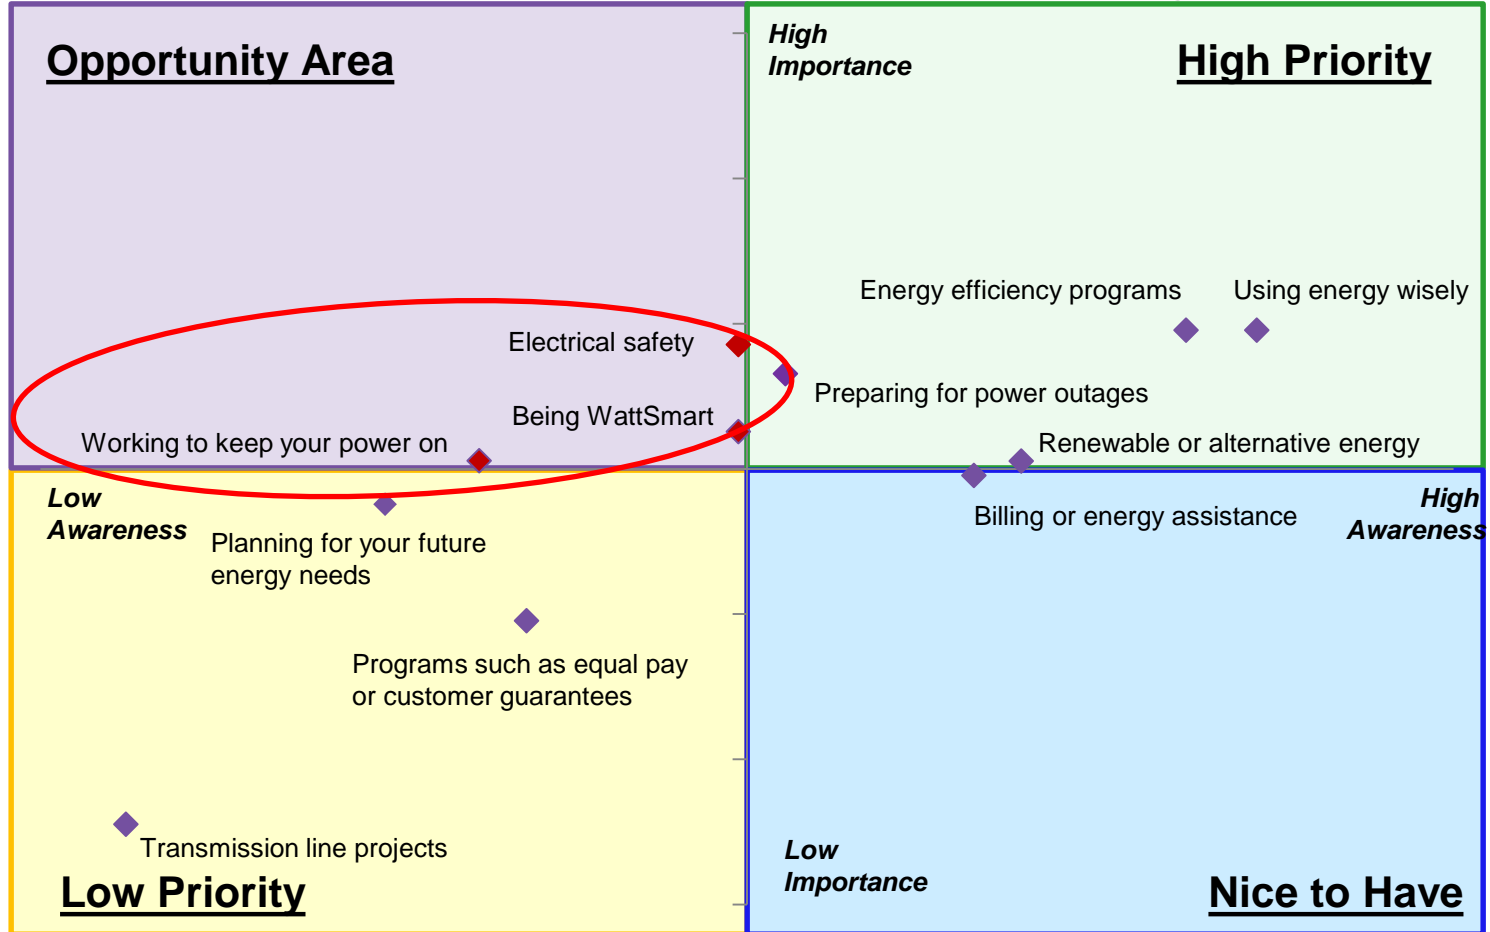 Opportunity Area
High
Importance
High Priority
Energy efficiency programs
Using energy wisely
Electrical safety
Preparing for power outages
Being WattSmart
Working to keep your power on
Renewable or alternative energy
Low
Awareness
High
Awareness
Billing or energy assistance
Planning for your future
energy needs
Programs such as equal pay
or customer guarantees
Transmission line projects
Low
Importance
Low Priority
Nice to Have